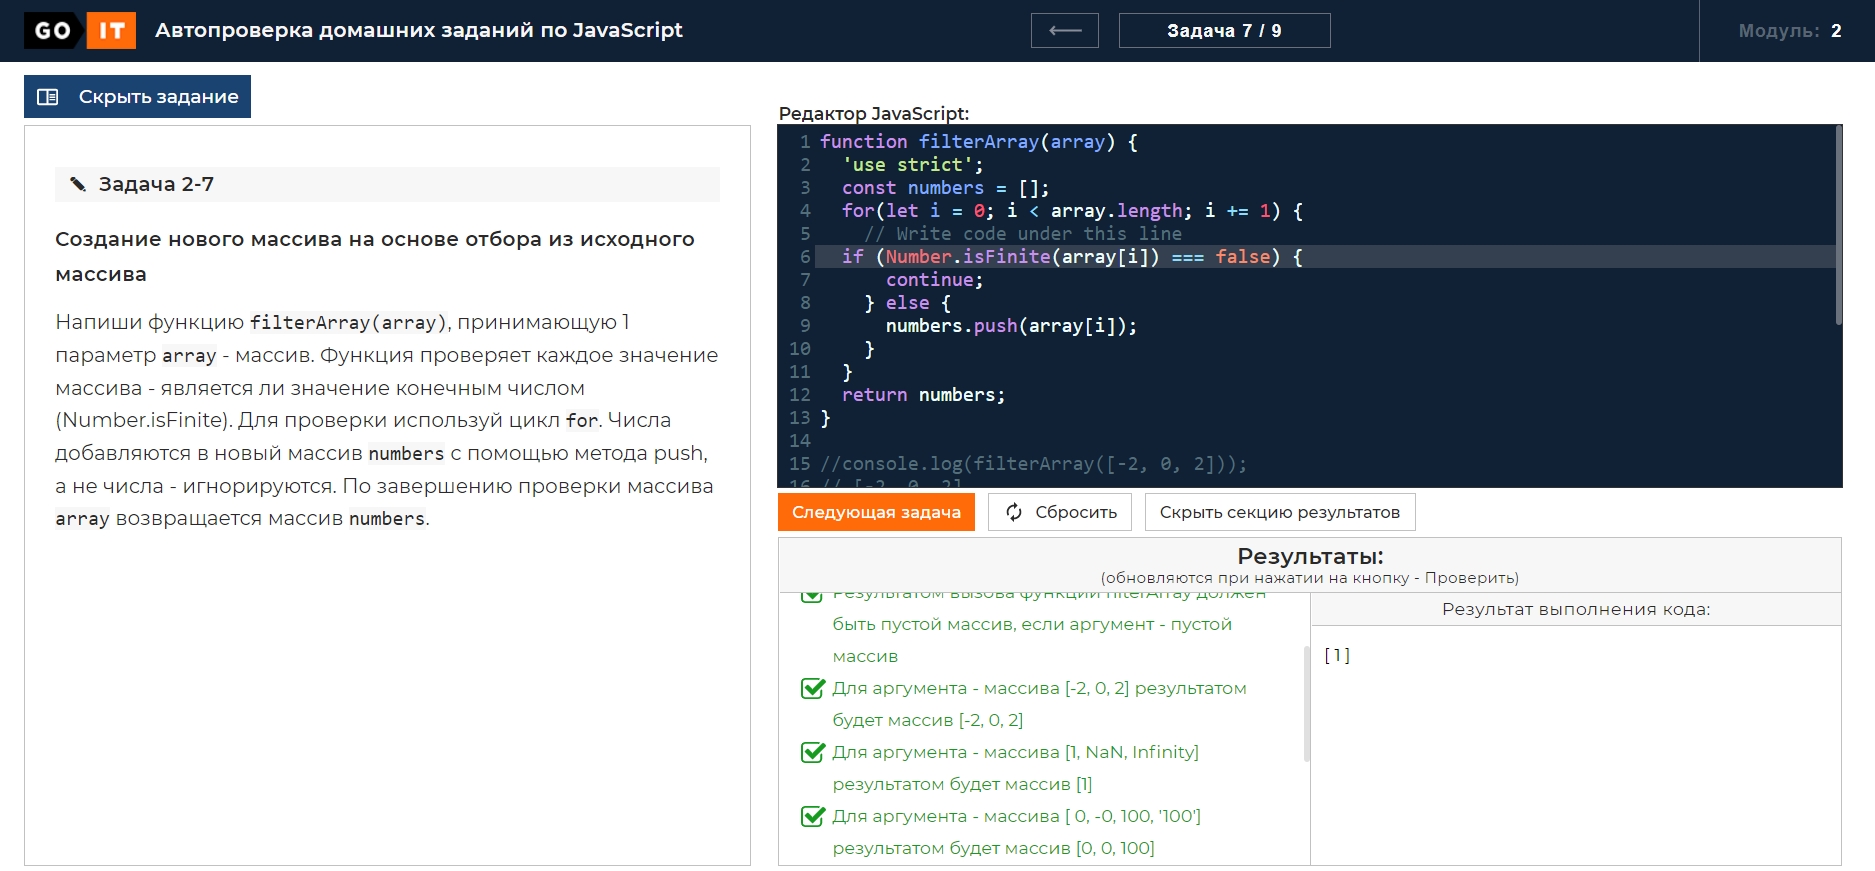 GO IT Автопроверка домашних заданий по JavaScript
Задача 7 / 9
Модуль: 2
Скрыть задание
Задача 2-7
Создание нового массива на основе отбора из исходного
массива
Напиши функцию filterArray(array), принимающую 1
параметр array - массив. Функция проверяет каждое значение
массива - является ли значение конечным числом
(Number.isFinite). Для проверки используй цикл for. Числа
добавляются в новый массив numbers с помощью метода push,
а не числа - игнорируются. По завершению проверки массива
array возвращается массив numbers.
Редактор JavaScript:
1 function filterArray(array) {
2   'use strict';
3   const numbers = [];
4   for(let i = 0; i < array.length; i += 1) {
5     // Write code under this line
6   if (Number.isFinite(array[i]) === false) {
7       continue;
8     } else {
9       numbers.push(array[i]);
10     }
11   }
12   return numbers;
13 }
14
15 //console.log(filterArray([-2, 0, 2]));
16 // [-2, 0, 2]
Следующая задача
Сбросить
Скрыть секцию результатов
Результаты:
(обновляются при нажатии на кнопку - Проверить)
Результатом вызова функции filterArray должен
быть пустой массив, если аргумент - пустой
массив
Для аргумента - массива [-2, 0, 2] результатом
будет массив [-2, 0, 2]
Для аргумента - массива [1, NaN, Infinity]
результатом будет массив [1]
Для аргумента - массива [ 0, -0, 100, '100']
результатом будет массив [0, 0, 100]
Результат выполнения кода:
[1]